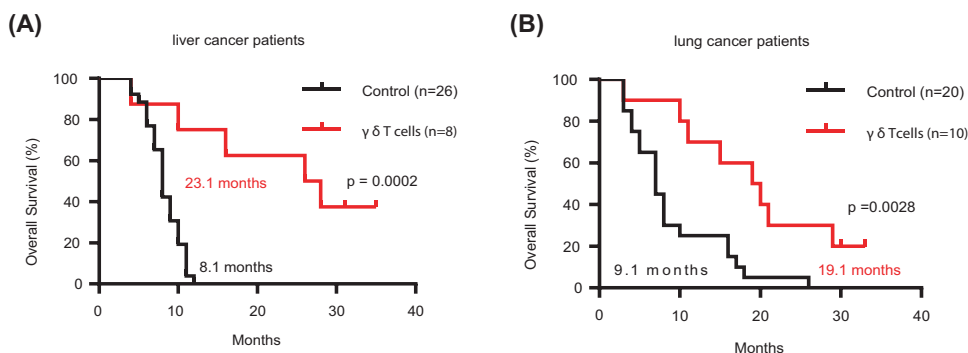 (A)
liver cancer patients
Overall Survival (%)
100
80
60
40
20
0
0 10 20 30 40
Months
Control (n=26)
γ δ T cells (n=8)
23.1 months
p = 0.0002
8.1 months
(B)
lung cancer patients
Overall Survival (%)
100
80
60
40
20
0
0 10 20 30 40
Months
Control (n=20)
γ δ Tcells (n=10)
p =0.0028
9.1 months
19.1 months